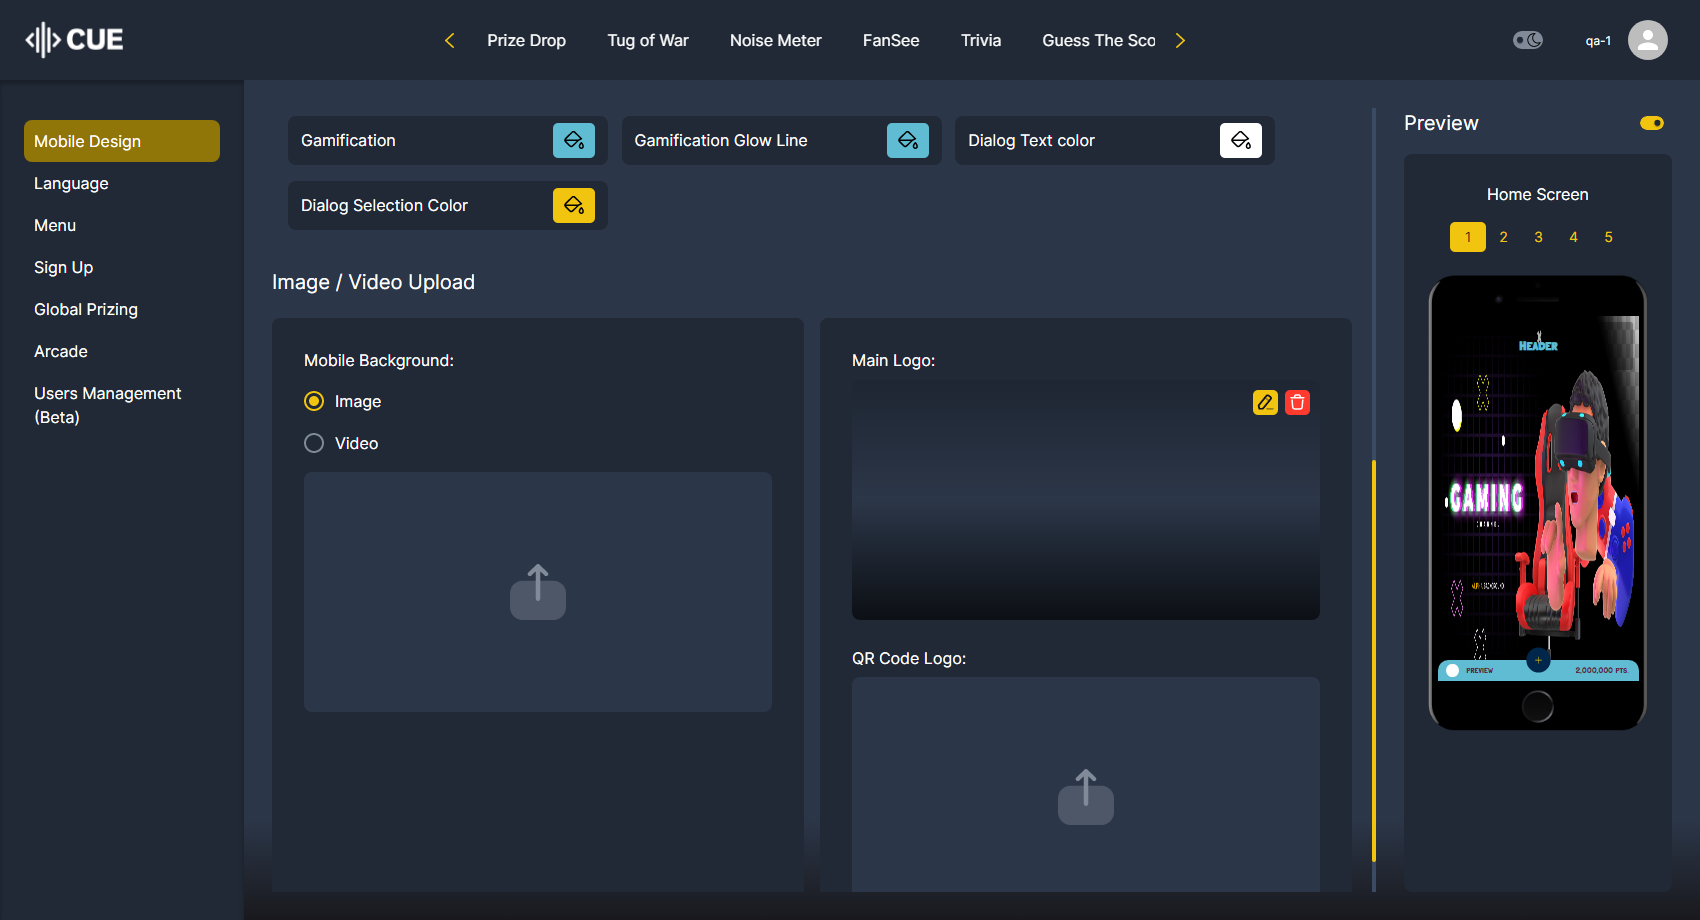 CUE
Prize Drop
Tug of War
Noise Meter
FanSee
Trivia
Guess The Sco
qa-1
Mobile Design
Language
Menu
Sign Up
Global Prizing
Arcade
Users Management
(Beta)
Gamification
Gamification Glow Line
Dialog Text color
Dialog Selection Color
Image / Video Upload
Mobile Background:
Image
Video
Main Logo:
QR Code Logo:
Preview
Home Screen
1 2 3 4 5
HEADER
GAMING
PREVIEW
2,000,000 PTS